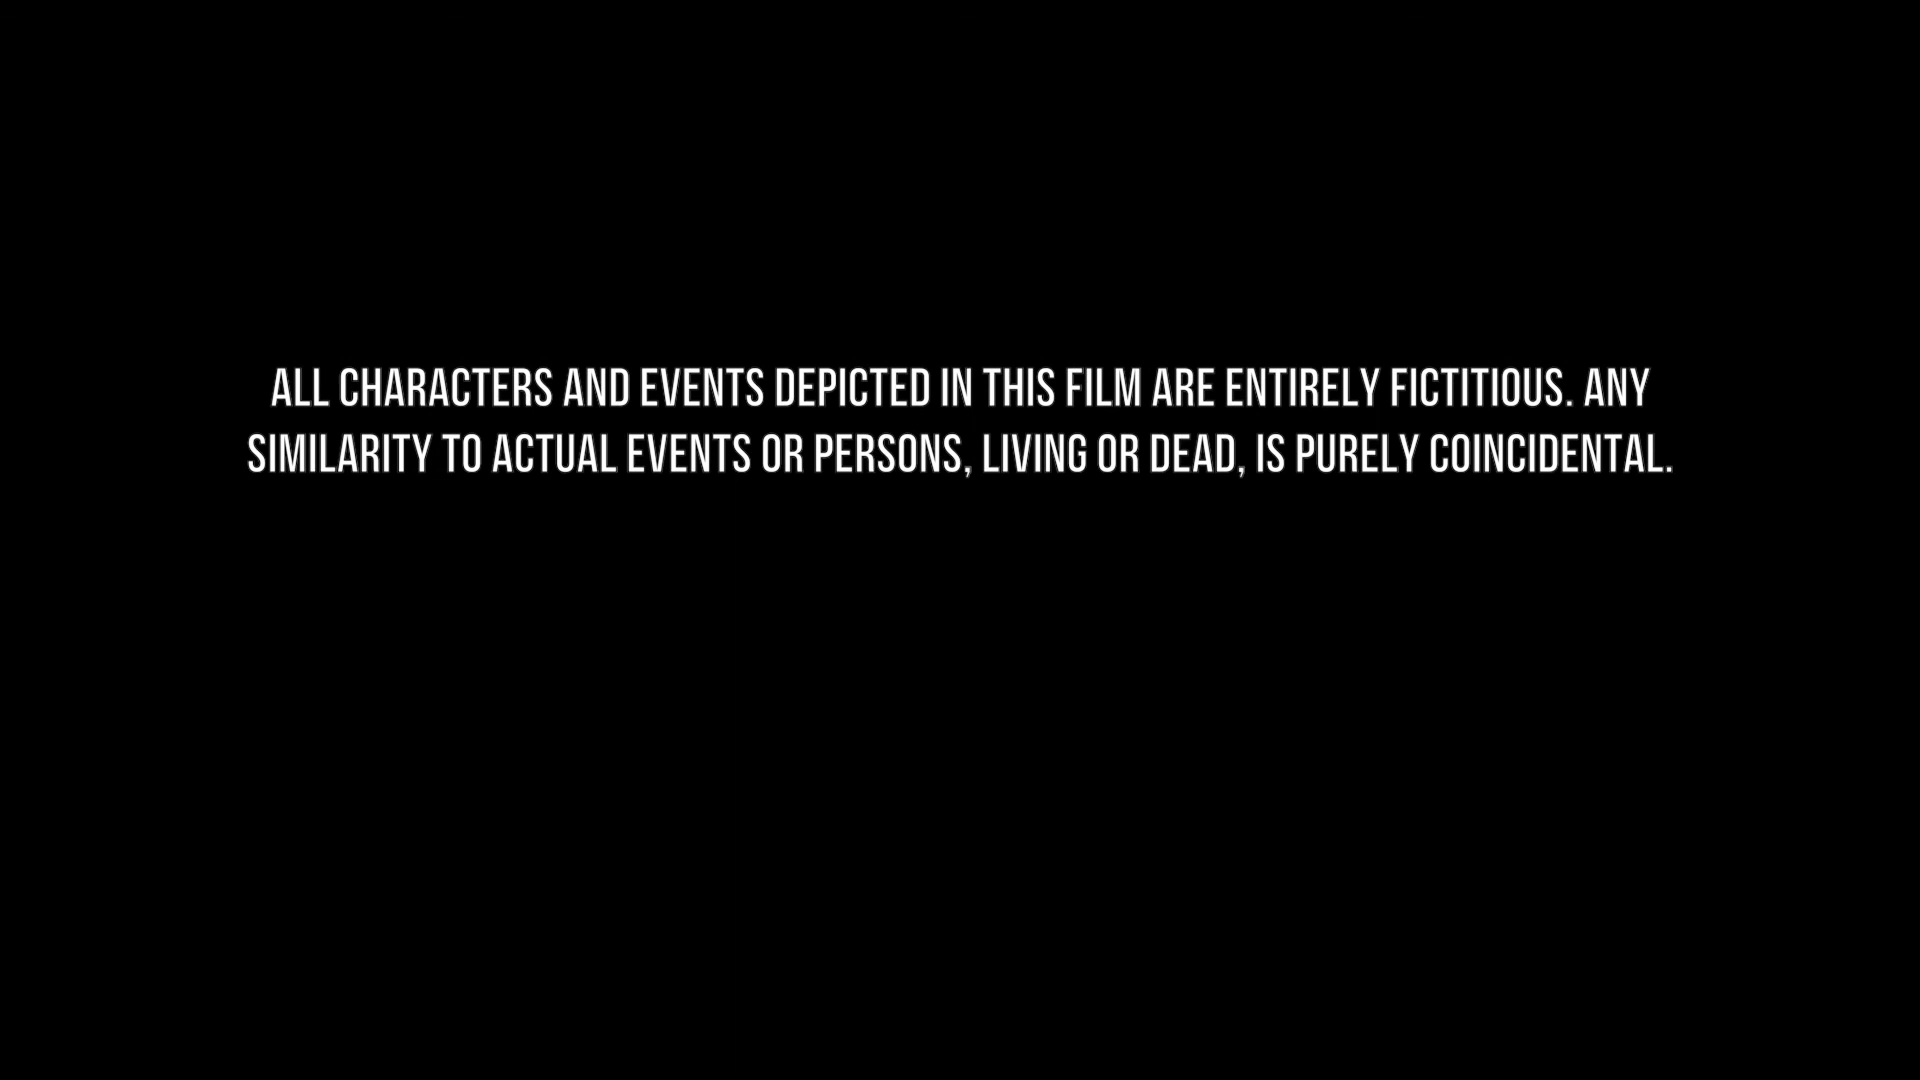 ALL CHARACTERS AND EVENTS DEPICTED IN THIS FILM ARE ENTIRELY FICTITIOUS. ANY
SIMILARITY TO ACTUAL EVENTS OR PERSONS, LIVING OR DEAD, IS PURELY COINCIDENTAL.